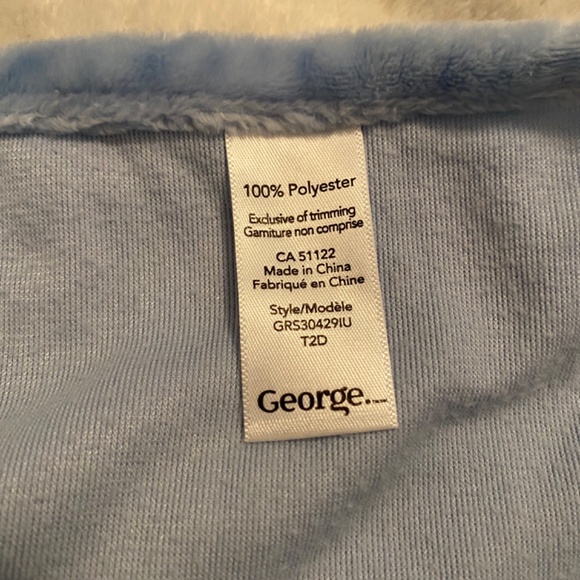 100% Polyester
Exclusive of trimming
Garniture non comprise
CA 51122
Made in China
Fabriqué en Chine
Style/Modèle
GRS30429IU
T2D
George.